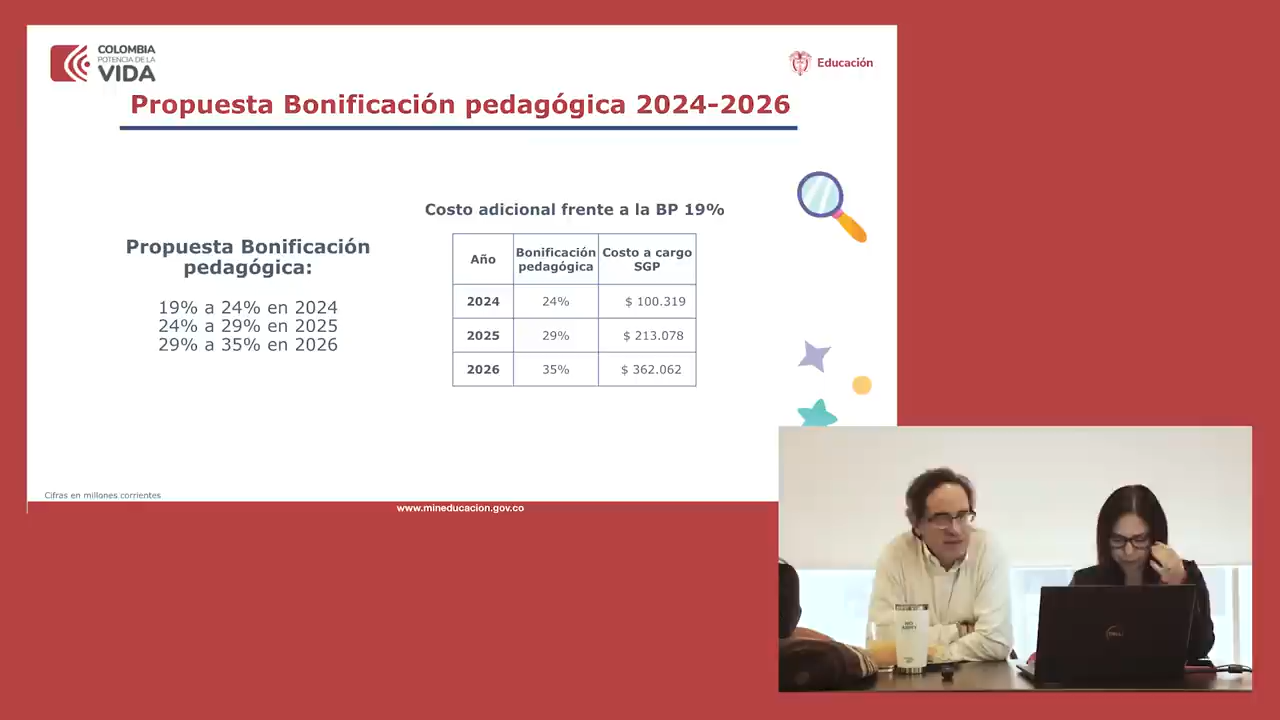 COLOMBIA
POTENCIA DE LA
VIDA
Educación
Propuesta Bonificación pedagógica 2024-2026
Propuesta Bonificación
pedagógica:
19% a 24% en 2024
24% a 29% en 2025
29% a 35% en 2026
Costo adicional frente a la BP 19%
Año Bonificación pedagógica Costo a cargo SGP
2024 24% $ 100.319
2025 29% $ 213.078
2026 35% $ 362.062
Cifras en millones corrientes
www.mineducacion.gov.co
DELL